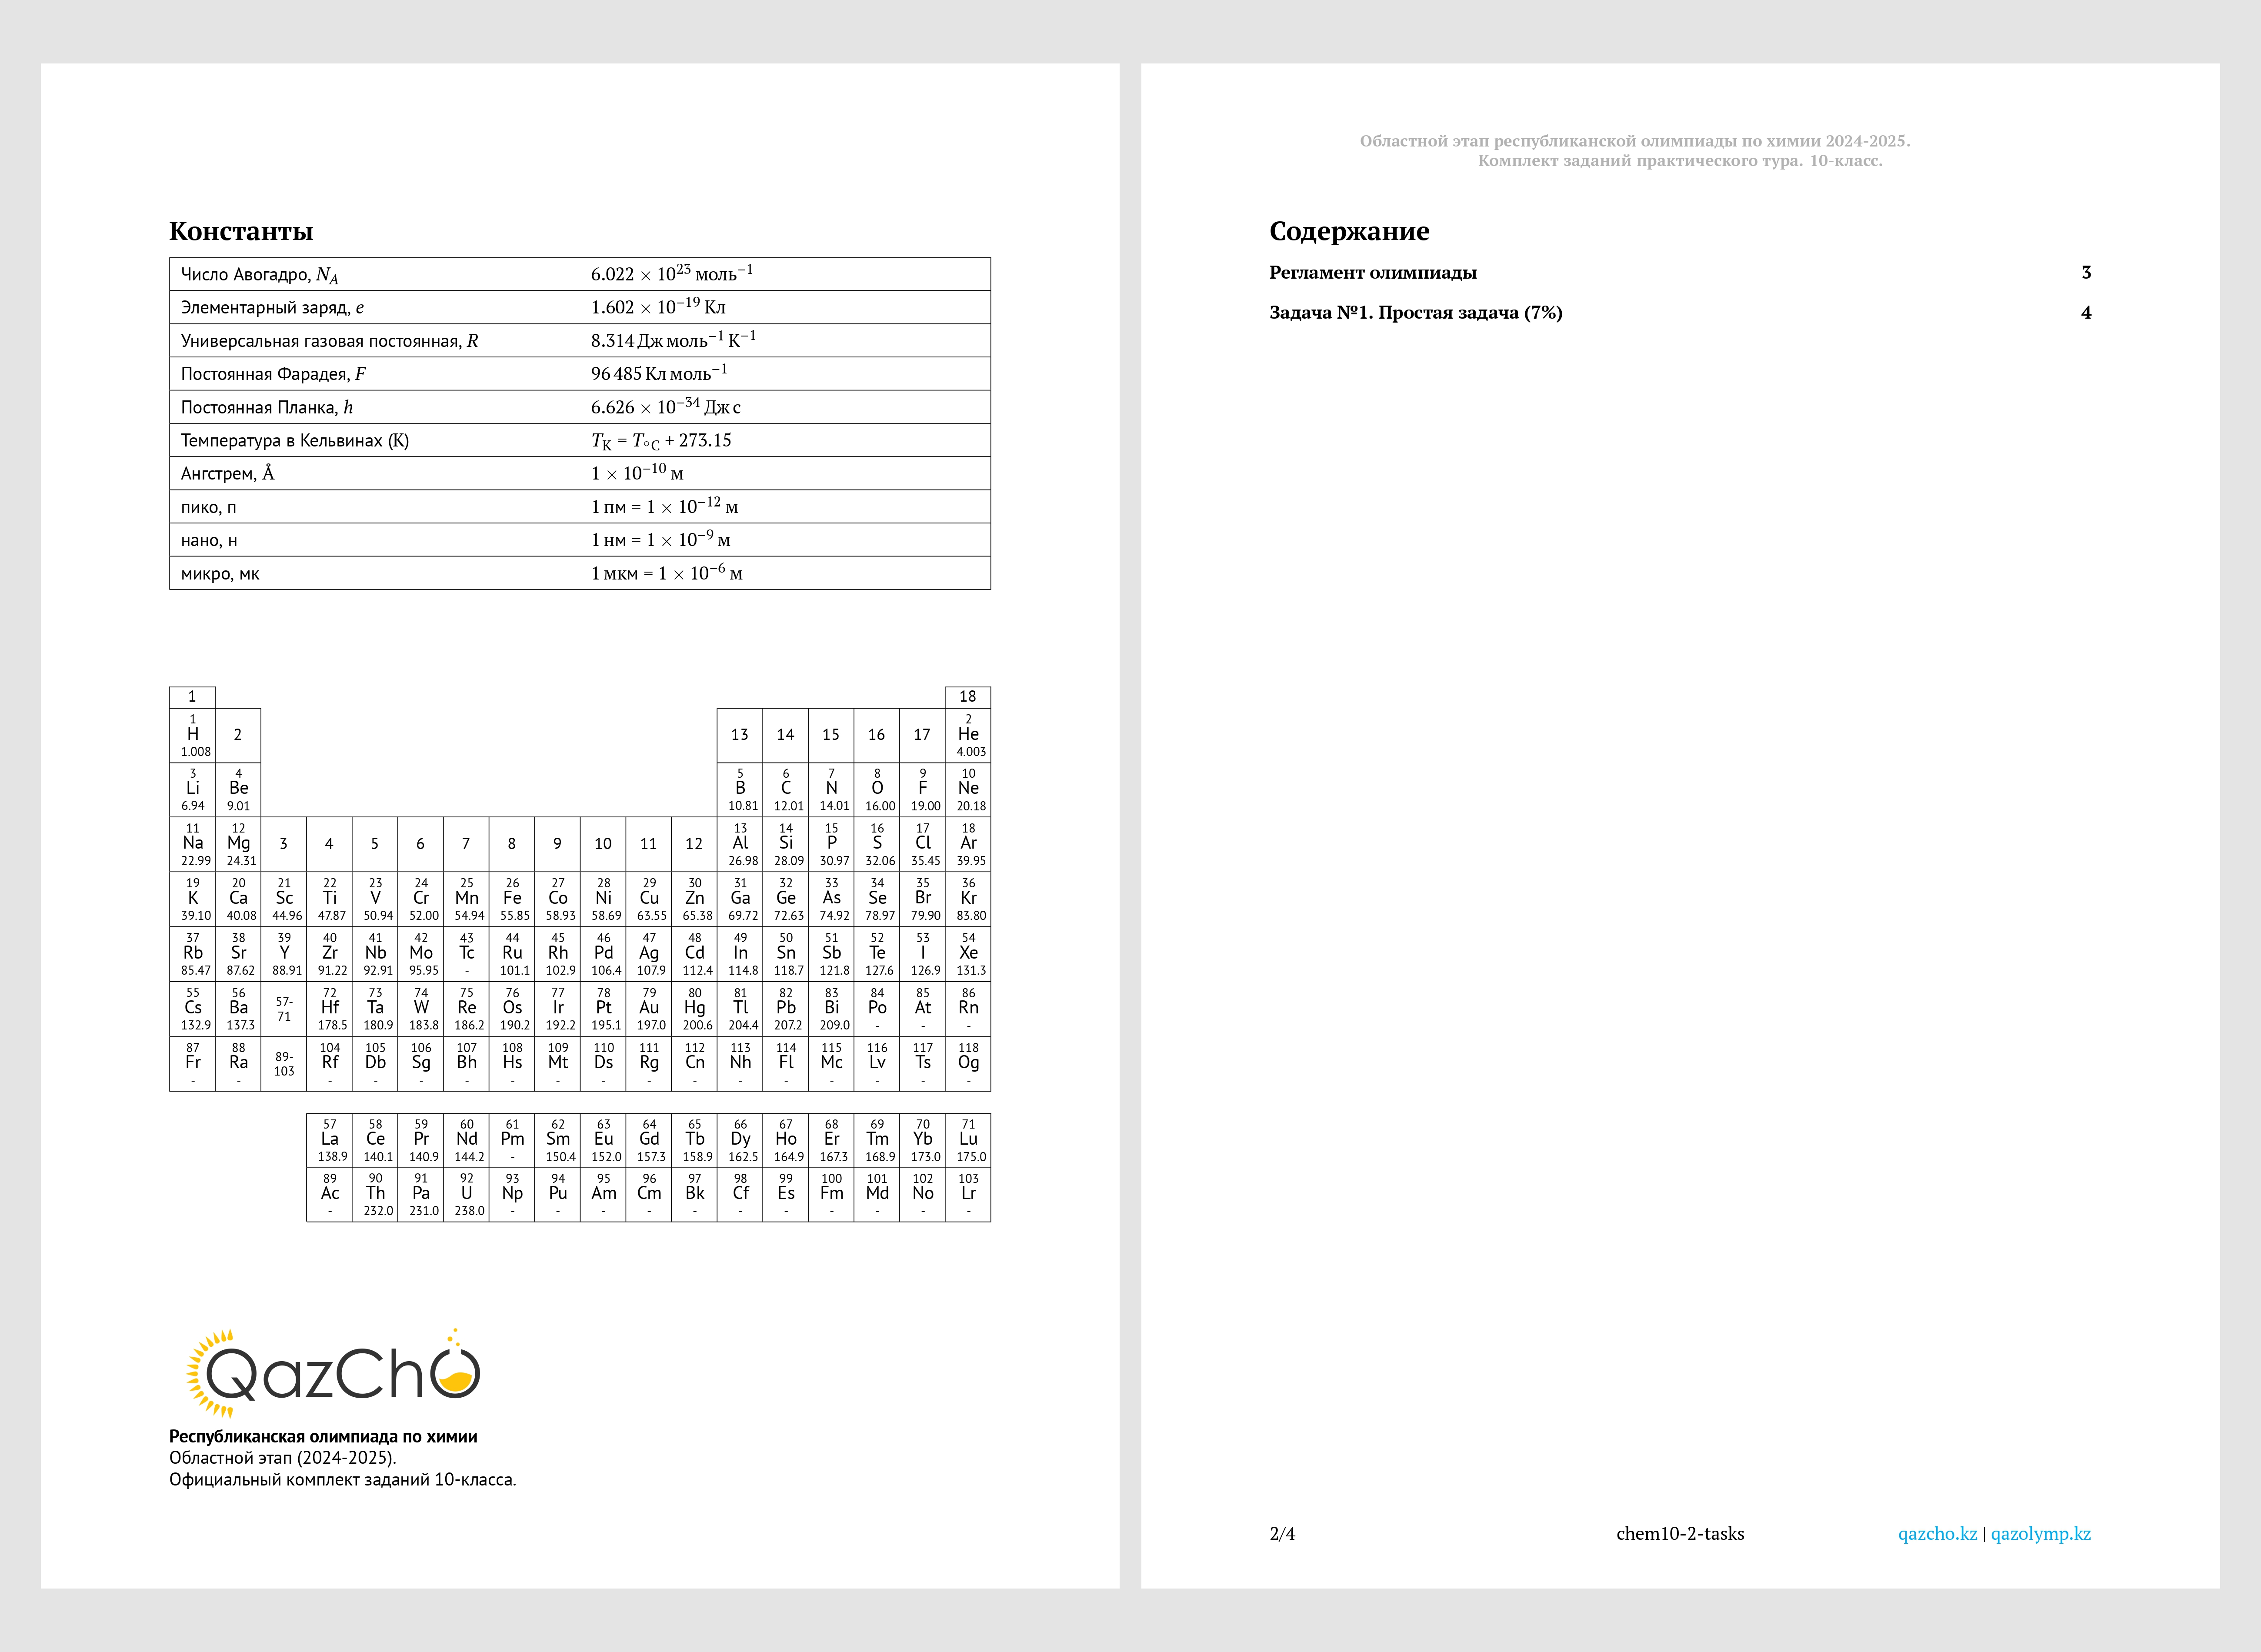 Константы
Число Авогадро, N_A 6.022 × 10^23 моль^−1
Элементарный заряд, e 1.602 × 10^−19 Кл
Универсальная газовая постоянная, R 8.314 Дж моль^−1 К^−1
Постоянная Фарадея, F 96 485 Кл моль^−1
Постоянная Планка, h 6.626 × 10^−34 Дж с
Температура в Кельвинах (К) T_K = T_°C + 273.15
Ангстрем, Å 1 × 10^−10 м
пико, п 1 пм = 1 × 10^−12 м
нано, н 1 нм = 1 × 10^−9 м
микро, мк 1 мкм = 1 × 10^−6 м
1 18
1 2
H 2 13 14 15 16 17 He
1.008 4.003
3 4 5 6 7 8 9 10
Li Be B C N O F Ne
6.94 9.01 10.81 12.01 14.01 16.00 19.00 20.18
11 12 13 14 15 16 17 18
Na Mg 3 4 5 6 7 8 9 10 11 12 Al Si P S Cl Ar
22.99 24.31 26.98 28.09 30.97 32.06 35.45 39.95
19 20 21 22 23 24 25 26 27 28 29 30 31 32 33 34 35 36
K Ca Sc Ti V Cr Mn Fe Co Ni Cu Zn Ga Ge As Se Br Kr
39.10 40.08 44.96 47.87 50.94 52.00 54.94 55.85 58.93 58.69 63.55 65.38 69.72 72.63 74.92 78.97 79.90 83.80
37 38 39 40 41 42 43 44 45 46 47 48 49 50 51 52 53 54
Rb Sr Y Zr Nb Mo Tc Ru Rh Pd Ag Cd In Sn Sb Te I Xe
85.47 87.62 88.91 91.22 92.91 95.95 - 101.1 102.9 106.4 107.9 112.4 114.8 118.7 121.8 127.6 126.9 131.3
55 56 57-71 72 73 74 75 76 77 78 79 80 81 82 83 84 85 86
Cs Ba Hf Ta W Re Os Ir Pt Au Hg Tl Pb Bi Po At Rn
132.9 137.3 178.5 180.9 183.8 186.2 190.2 192.2 195.1 197.0 200.6 204.4 207.2 209.0 - - -
87 88 89-103 104 105 106 107 108 109 110 111 112 113 114 115 116 117 118
Fr Ra Rf Db Sg Bh Hs Mt Ds Rg Cn Nh Fl Mc Lv Ts Og
- - - - - - - - - - - - - - - - -
57 58 59 60 61 62 63 64 65 66 67 68 69 70 71
La Ce Pr Nd Pm Sm Eu Gd Tb Dy Ho Er Tm Yb Lu
138.9 140.1 140.9 144.2 - 150.4 152.0 157.3 158.9 162.5 164.9 167.3 168.9 173.0 175.0
89 90 91 92 93 94 95 96 97 98 99 100 101 102 103
Ac Th Pa U Np Pu Am Cm Bk Cf Es Fm Md No Lr
- 232.0 231.0 238.0 - - - - - - - - - - -
QazChO
Республиканская олимпиада по химии
Областной этап (2024-2025).
Официальный комплект заданий 10-класса.
Областной этап республиканской олимпиады по химии 2024-2025.
Комплект заданий практического тура. 10-класс.
Содержание
Регламент олимпиады 3
Задача №1. Простая задача (7%) 4
2/4 chem10-2-tasks qazcho.kz | qazolymp.kz